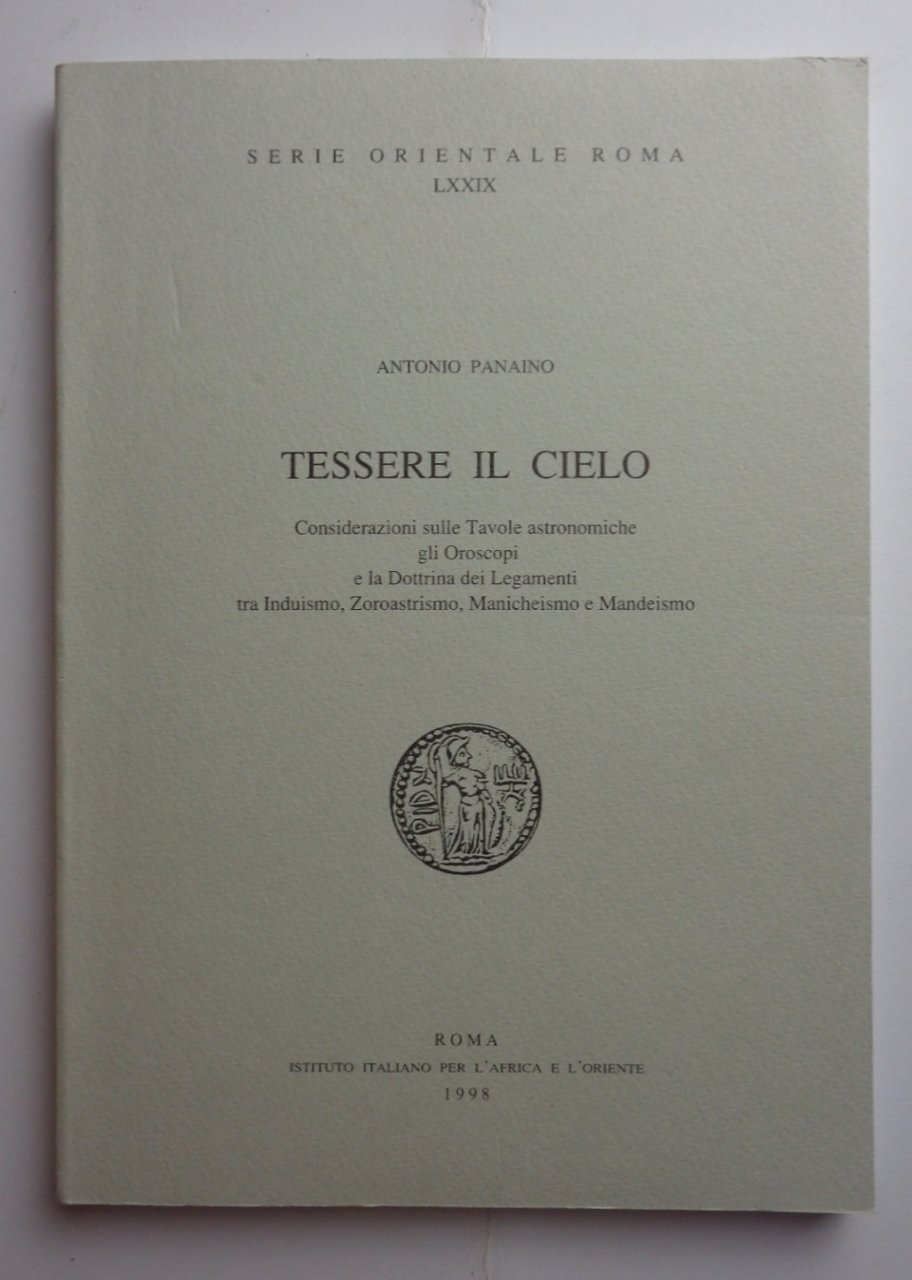 SERIE ORIENTALE ROMA
LXXIX
ANTONIO PANAINO
TESSERE IL CIELO
Considerazioni sulle Tavole astronomiche
gli Oroscopi
e la Dottrina dei Legamenti
tra Induismo, Zoroastrismo, Manicheismo e Mandeismo
ROMA
ISTITUTO ITALIANO PER L'AFRICA E L'ORIENTE
1998